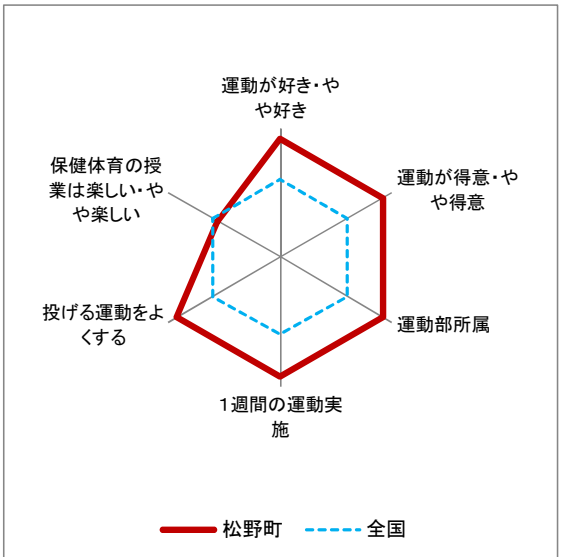 運動が好き・や
や好き
運動が得意・や
や得意
運動部所属
１週間の運動実
施
投げる運動をよ
くする
保健体育の授
業は楽しい・や
や楽しい
松野町
全国